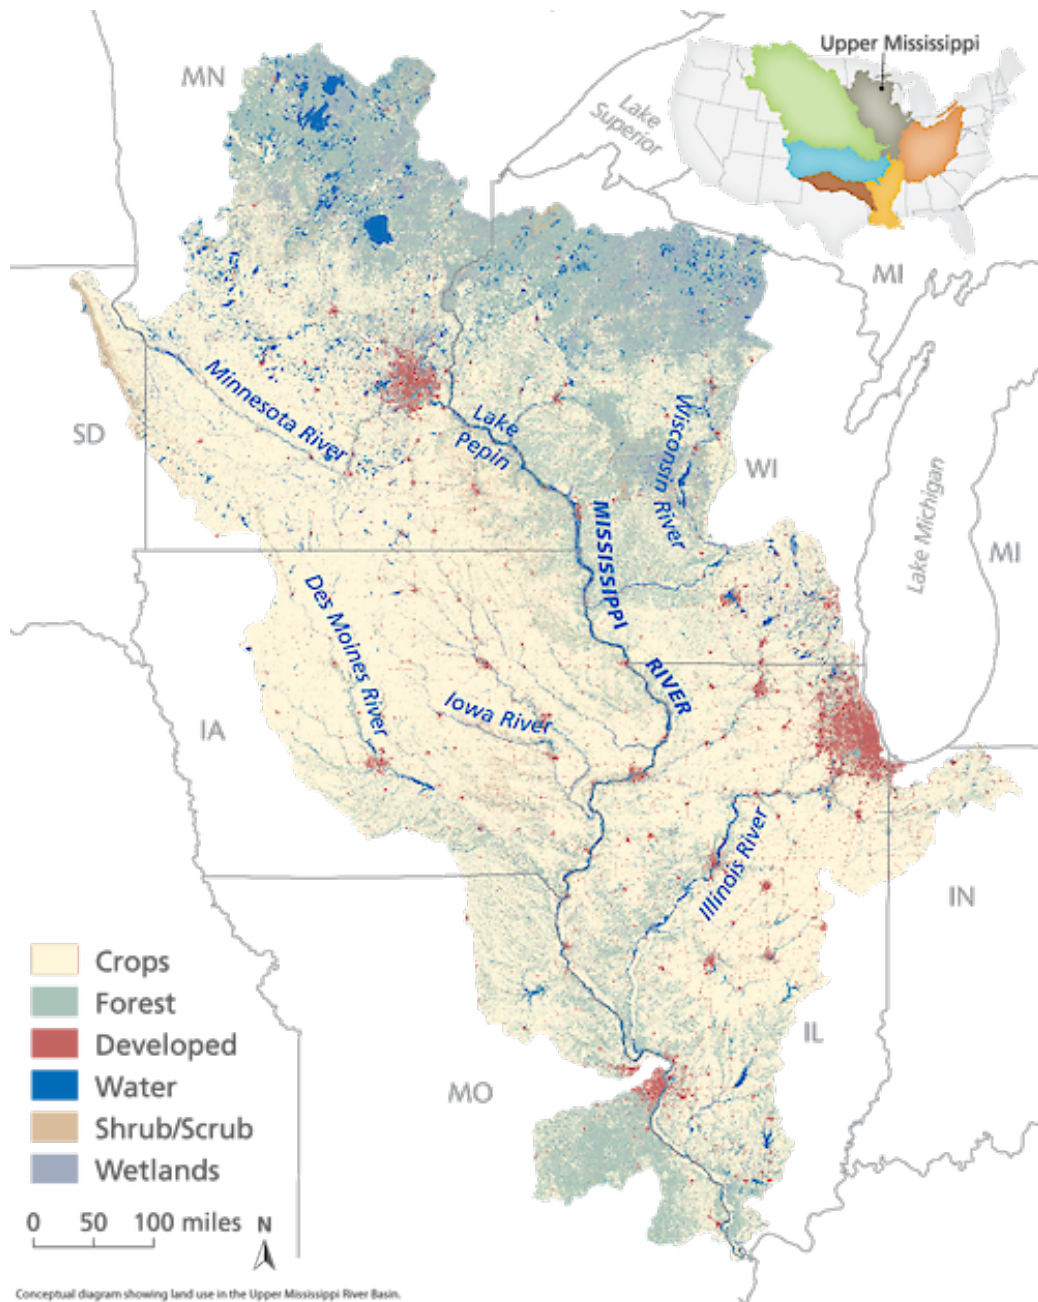 Upper Mississippi
MN
Lake
Superior
MI
Minnesota River
Lake
Pepin
Wisconsin River
SD
WI
Lake Michigan
MI
MISSISSIPPI
RIVER
Des Moines River
Iowa River
IA
Illinois River
IN
IL
MO
Crops
Forest
Developed
Water
Shrub/Scrub
Wetlands
0 50 100 miles N
Conceptual diagram showing land use in the Upper Mississippi River Basin.